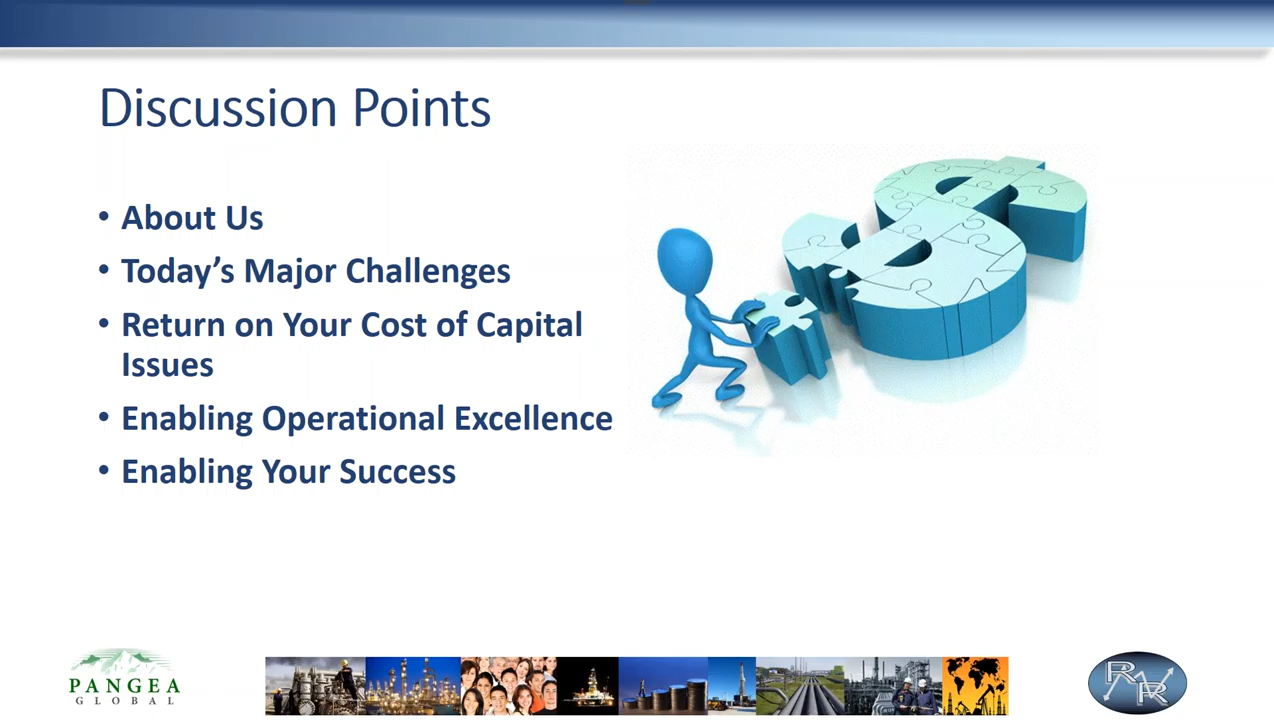 Discussion Points
• About Us
• Today’s Major Challenges
• Return on Your Cost of Capital
Issues
• Enabling Operational Excellence
• Enabling Your Success
PANGEA
GLOBAL
R R